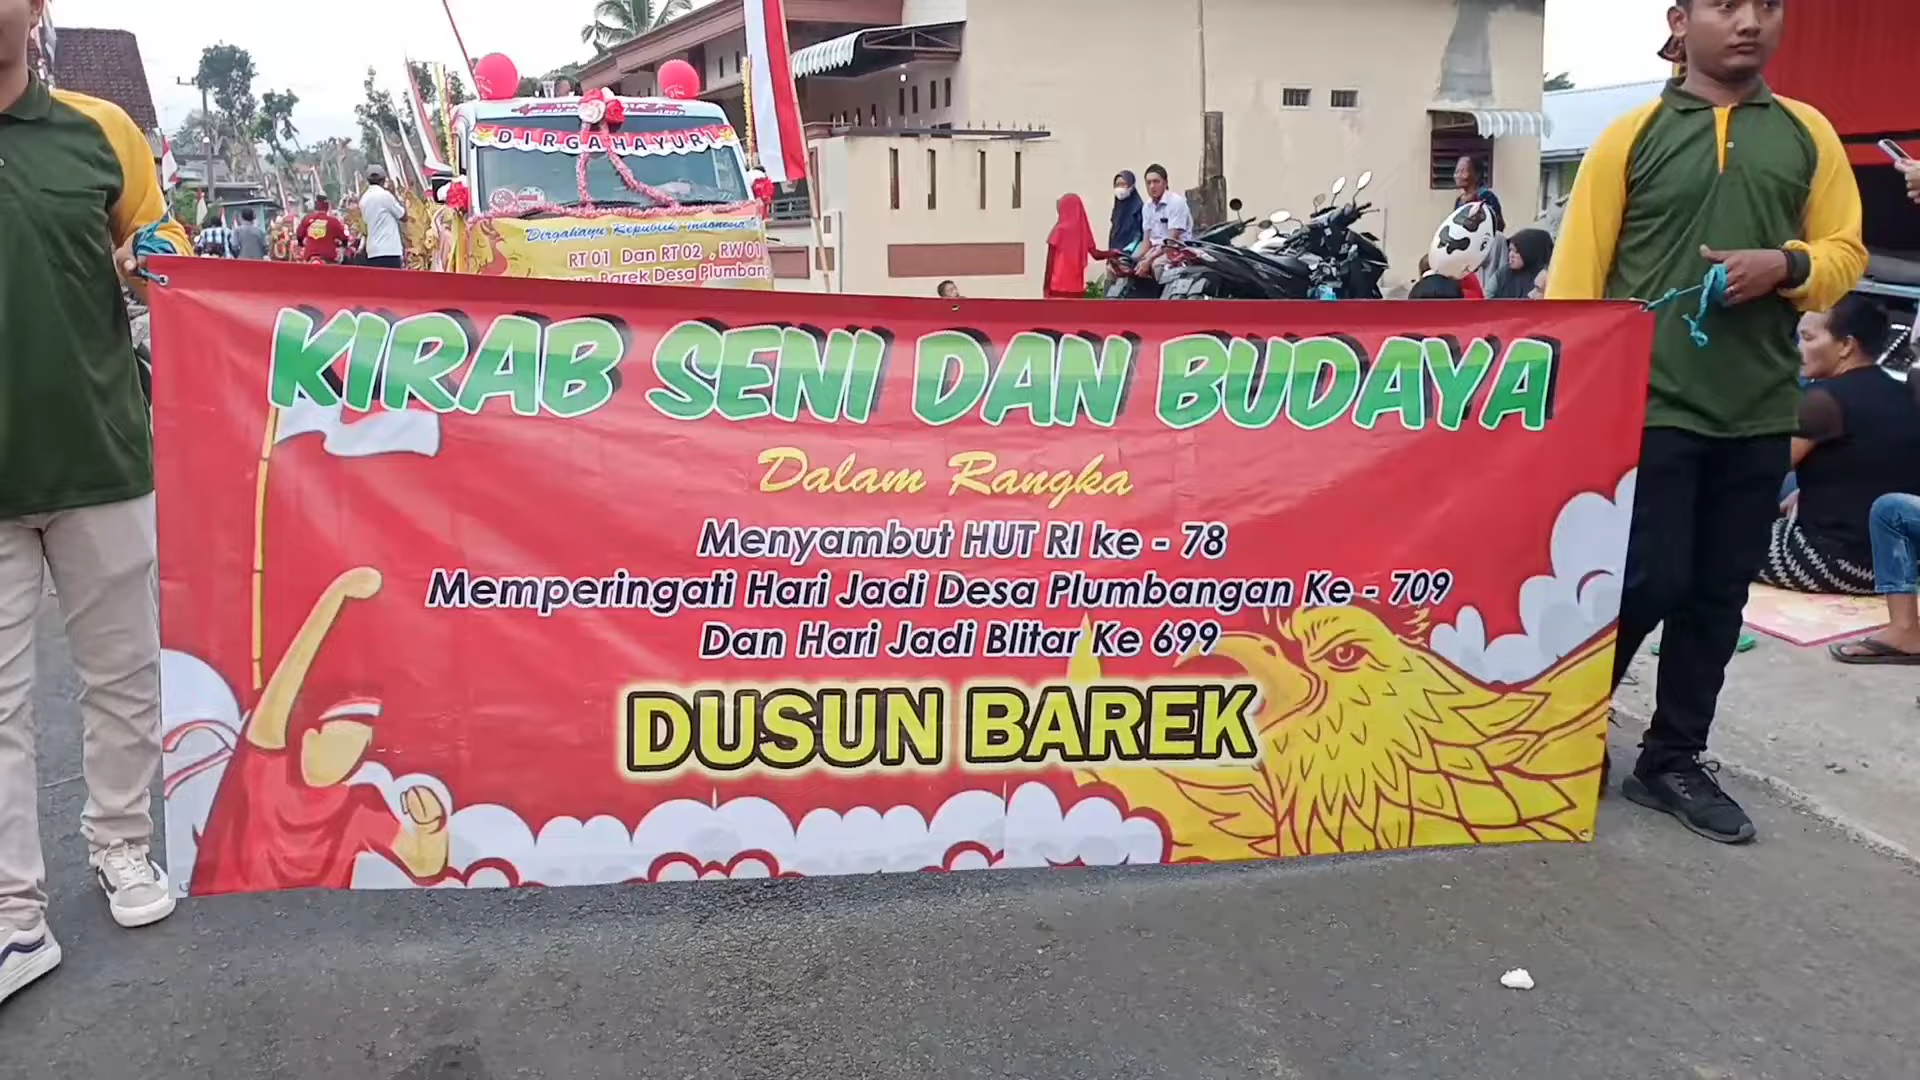 DIRGAHAYU RI
Dirgahayu Republik Indonesia
RT 01 Dan RT 02 , RW 01
Barek Desa Plumban
KIRAB SENI DAN BUDAYA
Dalam Rangka
Menyambut HUT RI ke - 78
Memperingati Hari Jadi Desa Plumbangan Ke - 709
Dan Hari Jadi Blitar Ke 699
DUSUN BAREK